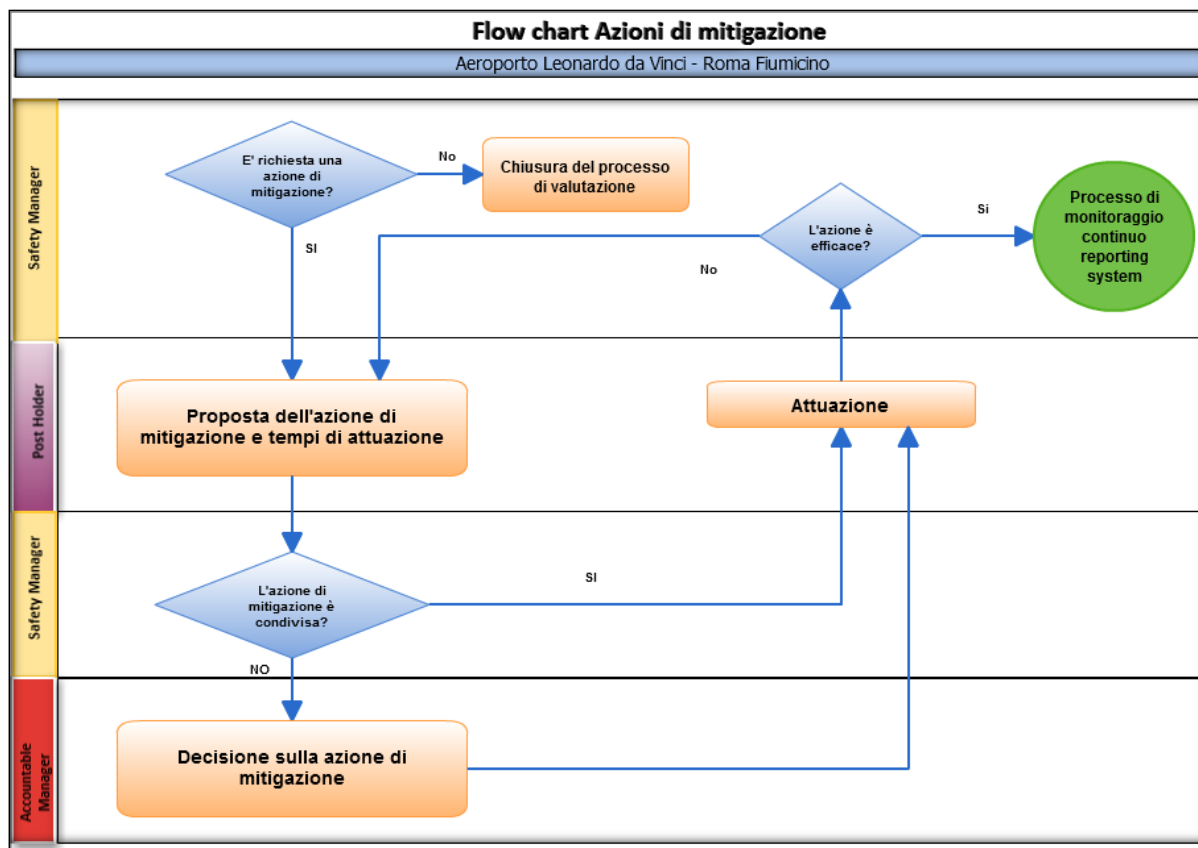 Flow chart Azioni di mitigazione
Aeroporto Leonardo da Vinci - Roma Fiumicino
Safety Manager
E' richiesta una
azione di
mitigazione?
No
Chiusura del processo
di valutazione
SI
L'azione è
efficace?
Si
No
Processo di
monitoraggio
continuo
reporting
system
Post Holder
Proposta dell'azione di
mitigazione e tempi di attuazione
Attuazione
Safety Manager
L'azione di
mitigazione è
condivisa?
SI
NO
Accountable
Manager
Decisione sulla azione di
mitigazione